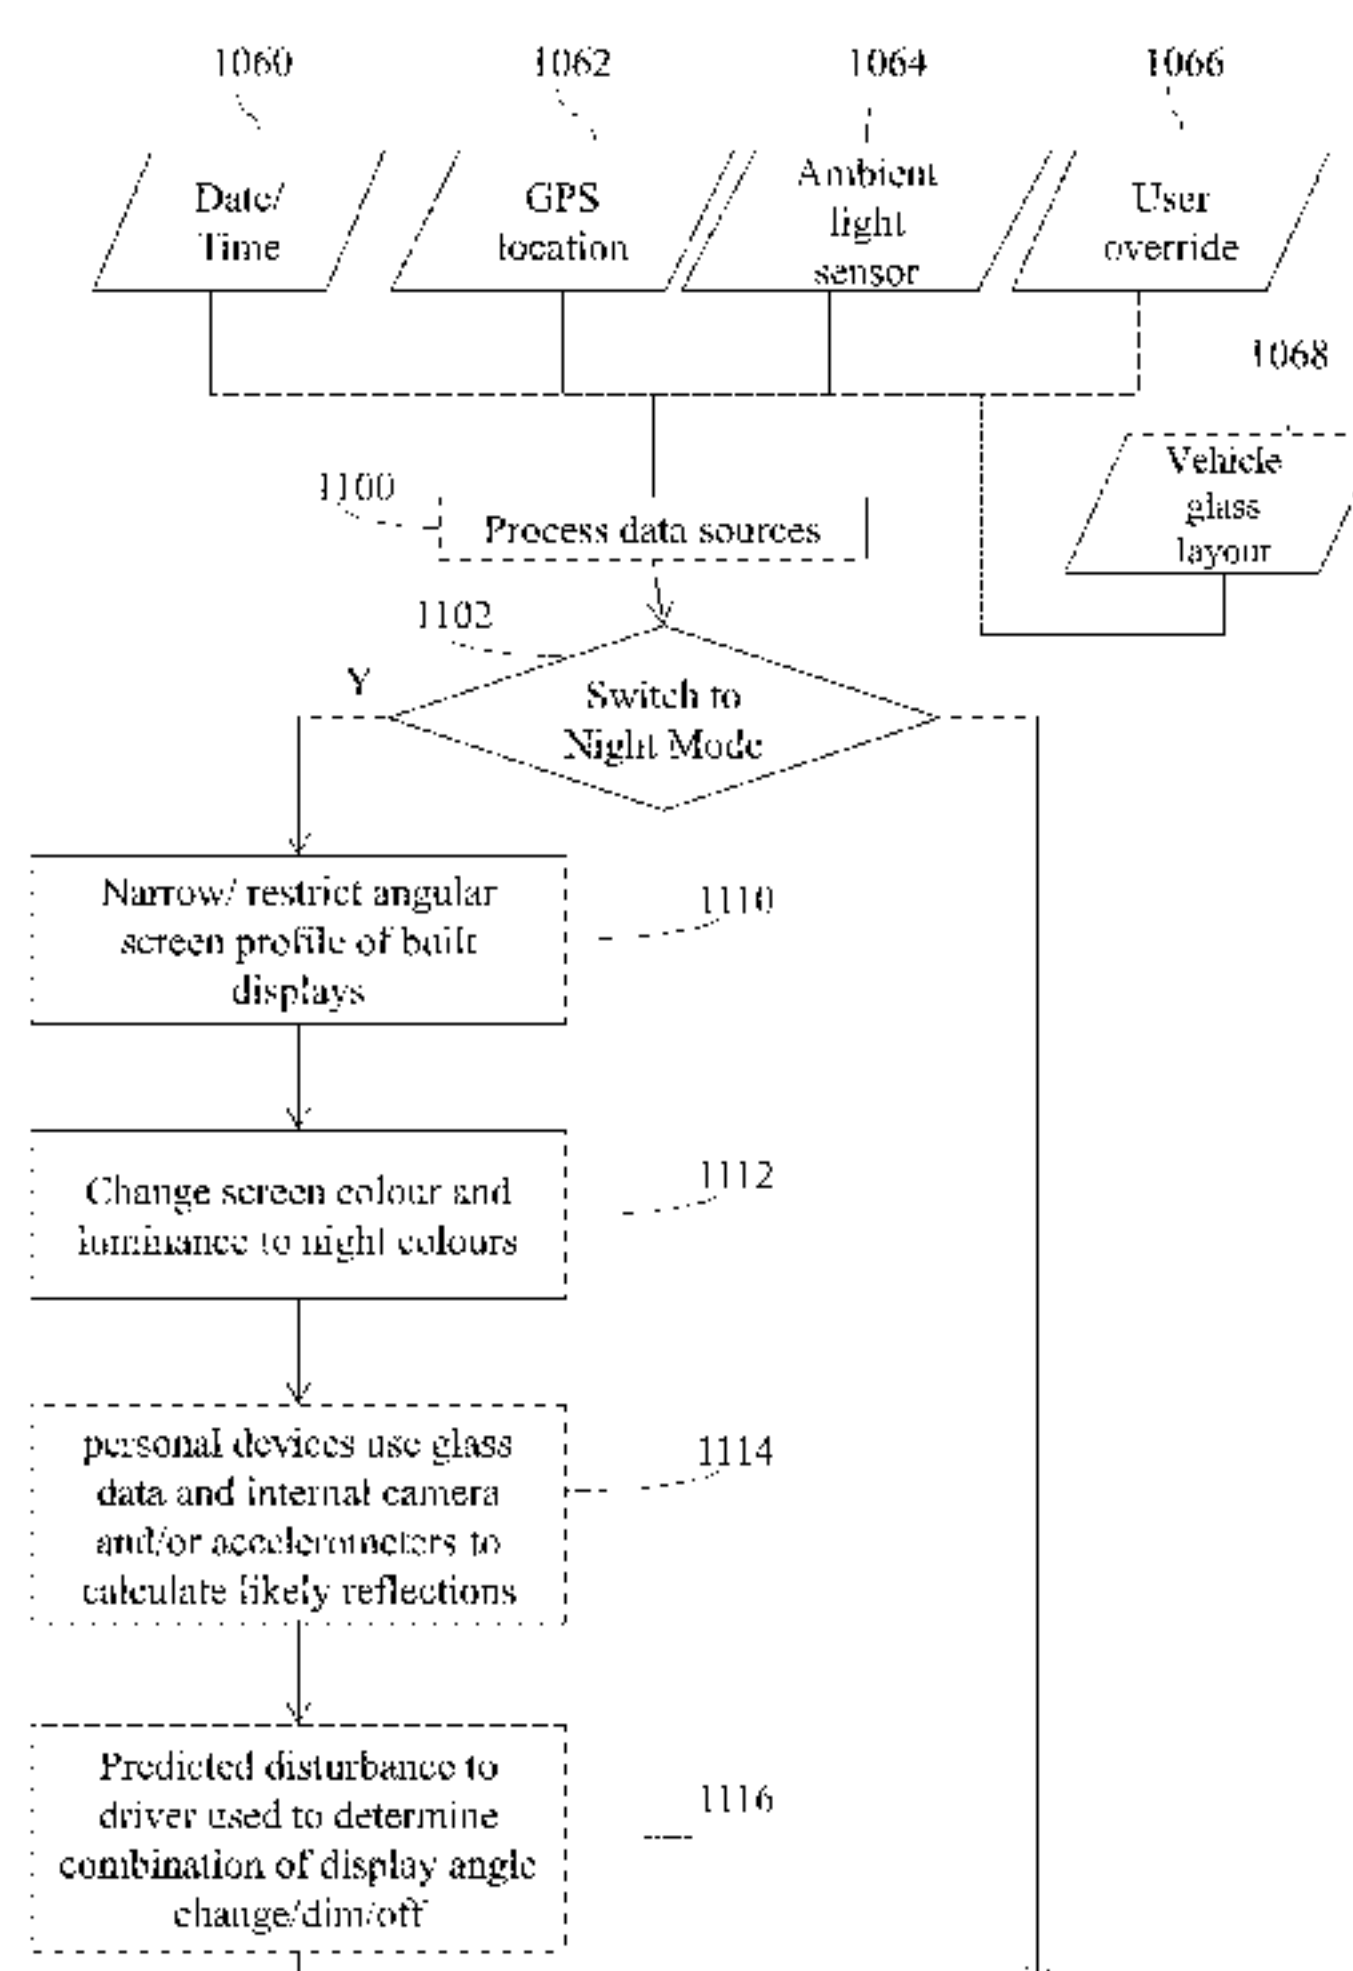 1060
1062
1064
1066
Date/
Time
GPS
location
Ambient
light
sensor
User
override
1068
Vehicle
glass
layout
1100
Process data sources
1102
Y
Switch to
Night Mode
Narrow/ restrict angular
screen profile of built
displays
1110
Change screen colour and
luminance to night colours
1112
personal devices use glass
data and internal camera
and/or accelerometers to
calculate likely reflections
1114
Predicted disturbance to
driver used to determine
combination of display angle
change/dim/off
1116